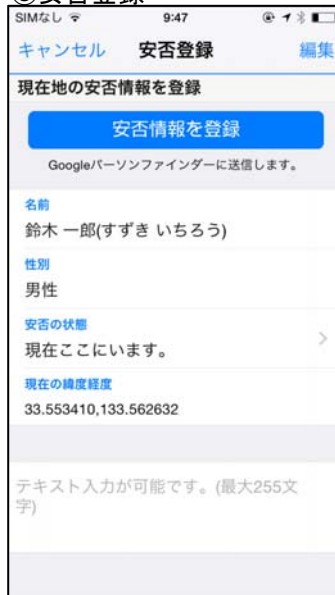 安否登録
SIMなし 9:47
キャンセル 安否登録 編集
現在地の安否情報を登録
安否情報を登録
Googleパーソンファインダーに送信します。
名前
鈴木 一郎(すずき いちろう)
性別
男性
安否の状態
現在ここにいます。
現在の緯度経度
33.553410,133.562632
テキスト入力が可能です。(最大255文
字)